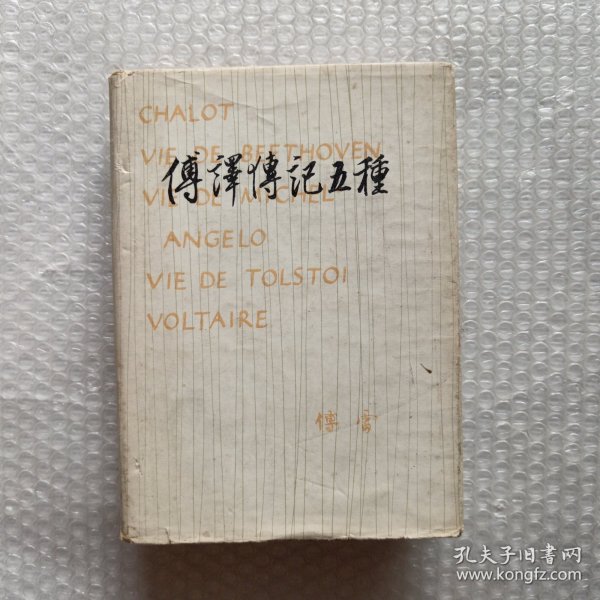 CHALOT
VIE DE BEETHOVEN
傅譯傳記五種
VIE DE MICHEL
ANGELO
VIE DE TOLSTOI
VOLTAIRE
傅雷
孔夫子旧书网
www.kongfz.com